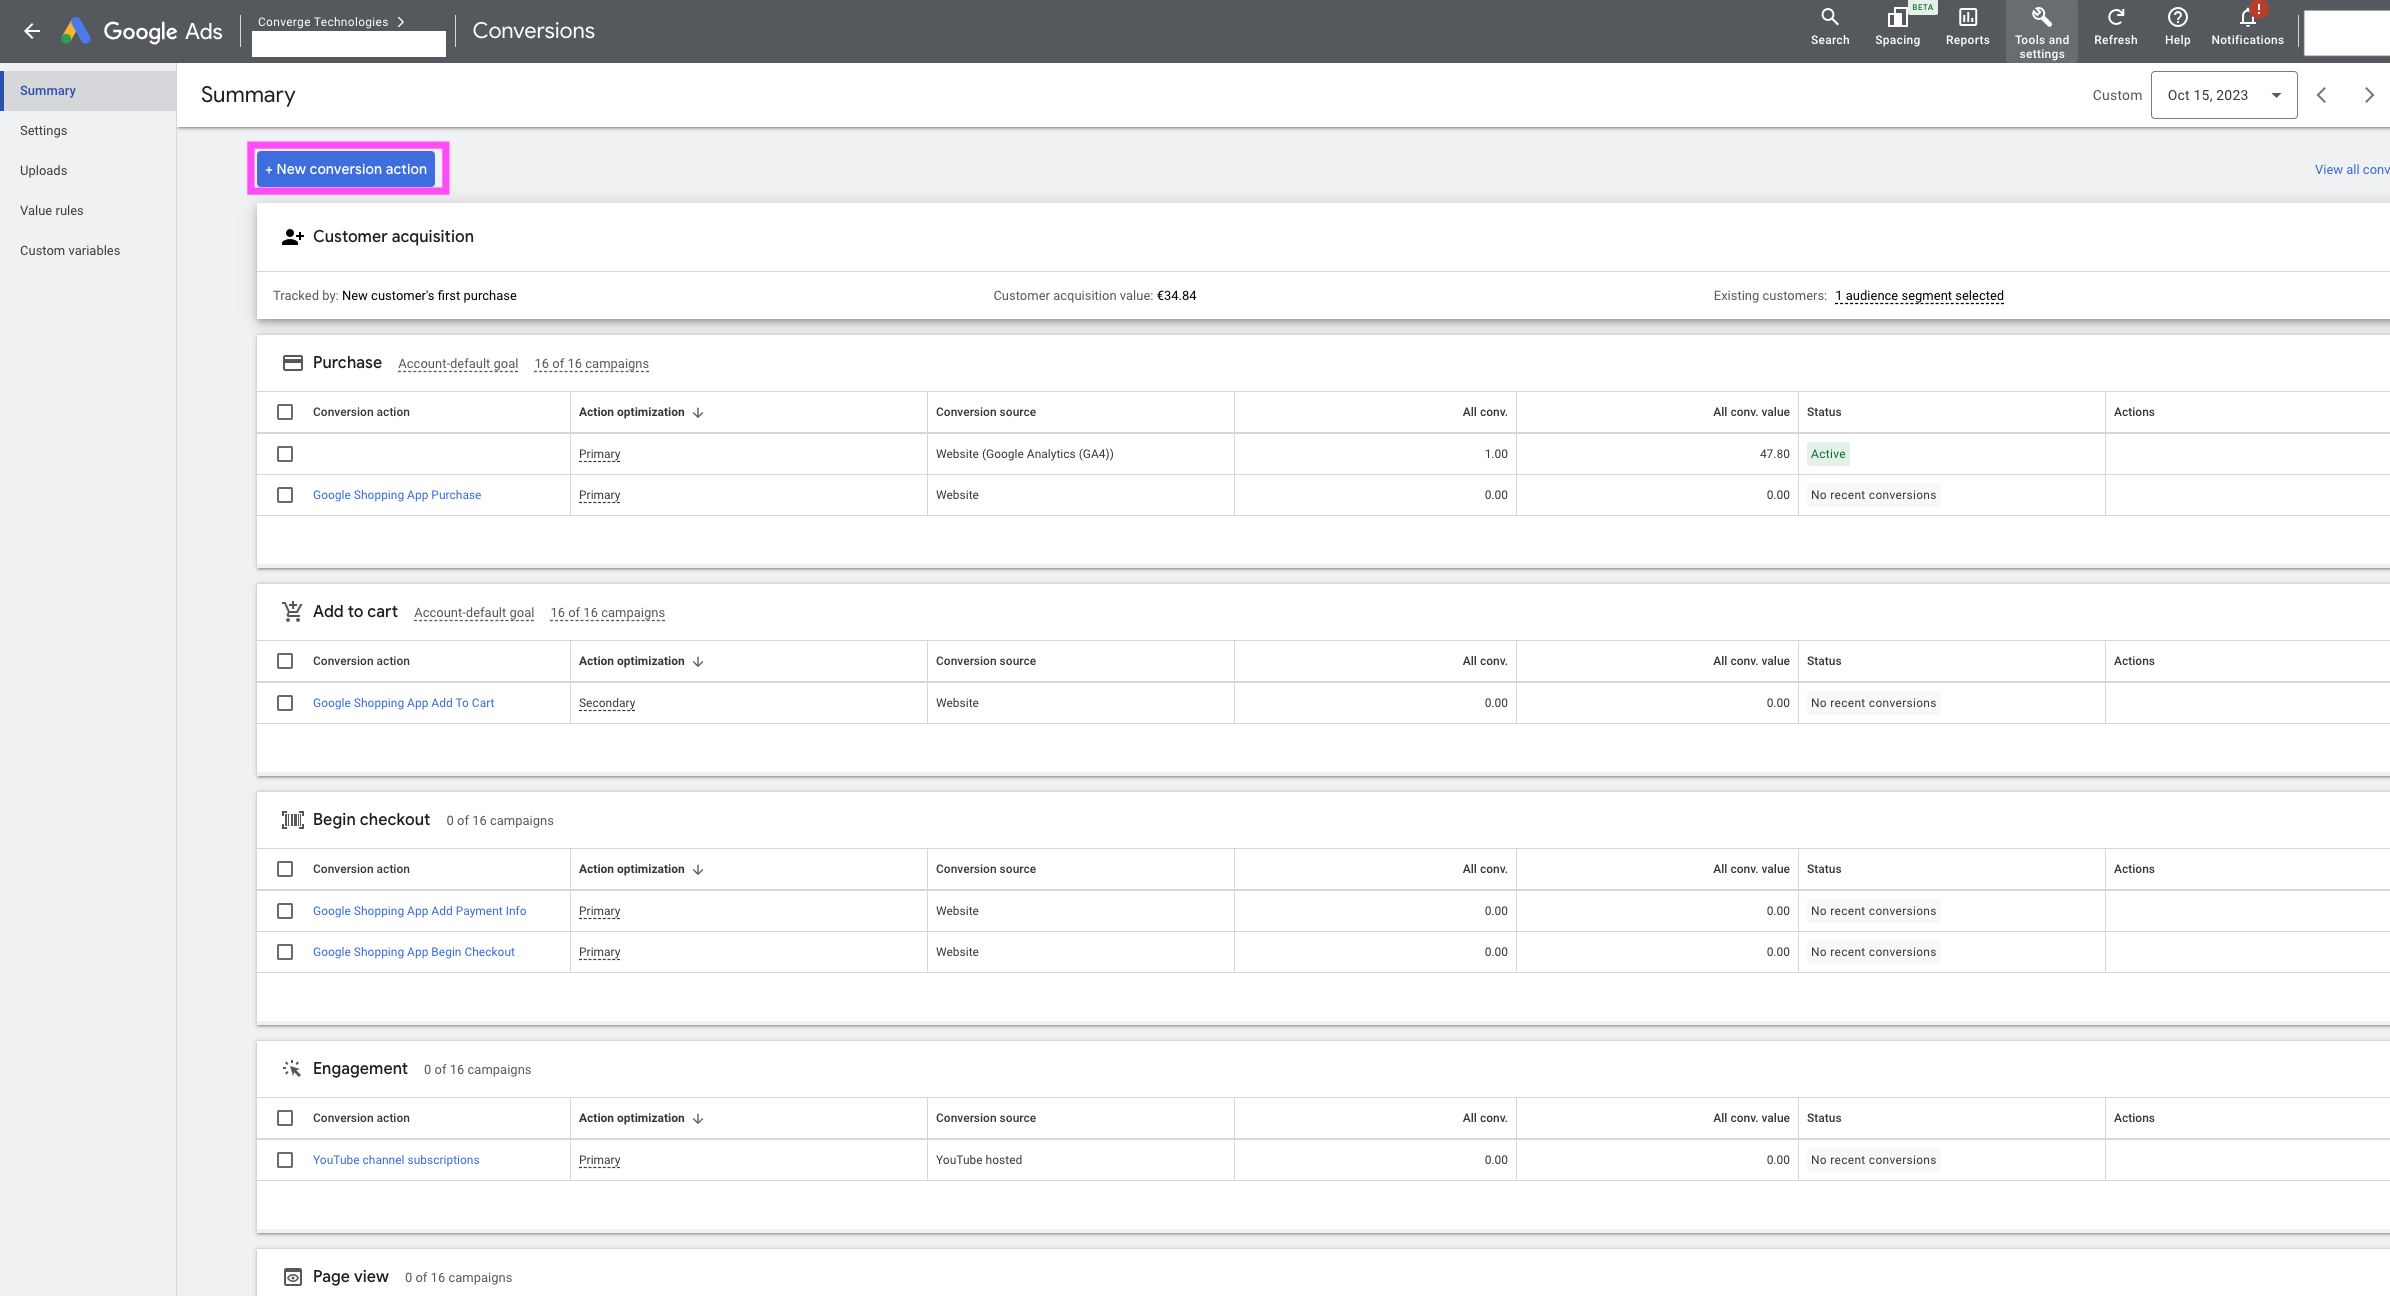 Google Ads
Converge Technologies
Conversions
Search
Spacing
BETA
Reports
Tools and settings
Refresh
Help
Notifications
!
Summary
Settings
Uploads
Value rules
Custom variables
Summary
Custom
Oct 15, 2023
+ New conversion action
View all conv
Customer acquisition
Tracked by: New customer's first purchase
Customer acquisition value: €34.84
Existing customers: 1 audience segment selected
Purchase Account-default goal 16 of 16 campaigns
Conversion action Action optimization Conversion source All conv. All conv. value Status Actions
Primary Website (Google Analytics (GA4)) 1.00 47.80 Active
Google Shopping App Purchase Primary Website 0.00 0.00 No recent conversions
Add to cart Account-default goal 16 of 16 campaigns
Conversion action Action optimization Conversion source All conv. All conv. value Status Actions
Google Shopping App Add To Cart Secondary Website 0.00 0.00 No recent conversions
Begin checkout 0 of 16 campaigns
Conversion action Action optimization Conversion source All conv. All conv. value Status Actions
Google Shopping App Add Payment Info Primary Website 0.00 0.00 No recent conversions
Google Shopping App Begin Checkout Primary Website 0.00 0.00 No recent conversions
Engagement 0 of 16 campaigns
Conversion action Action optimization Conversion source All conv. All conv. value Status Actions
YouTube channel subscriptions Primary YouTube hosted 0.00 0.00 No recent conversions
Page view 0 of 16 campaigns